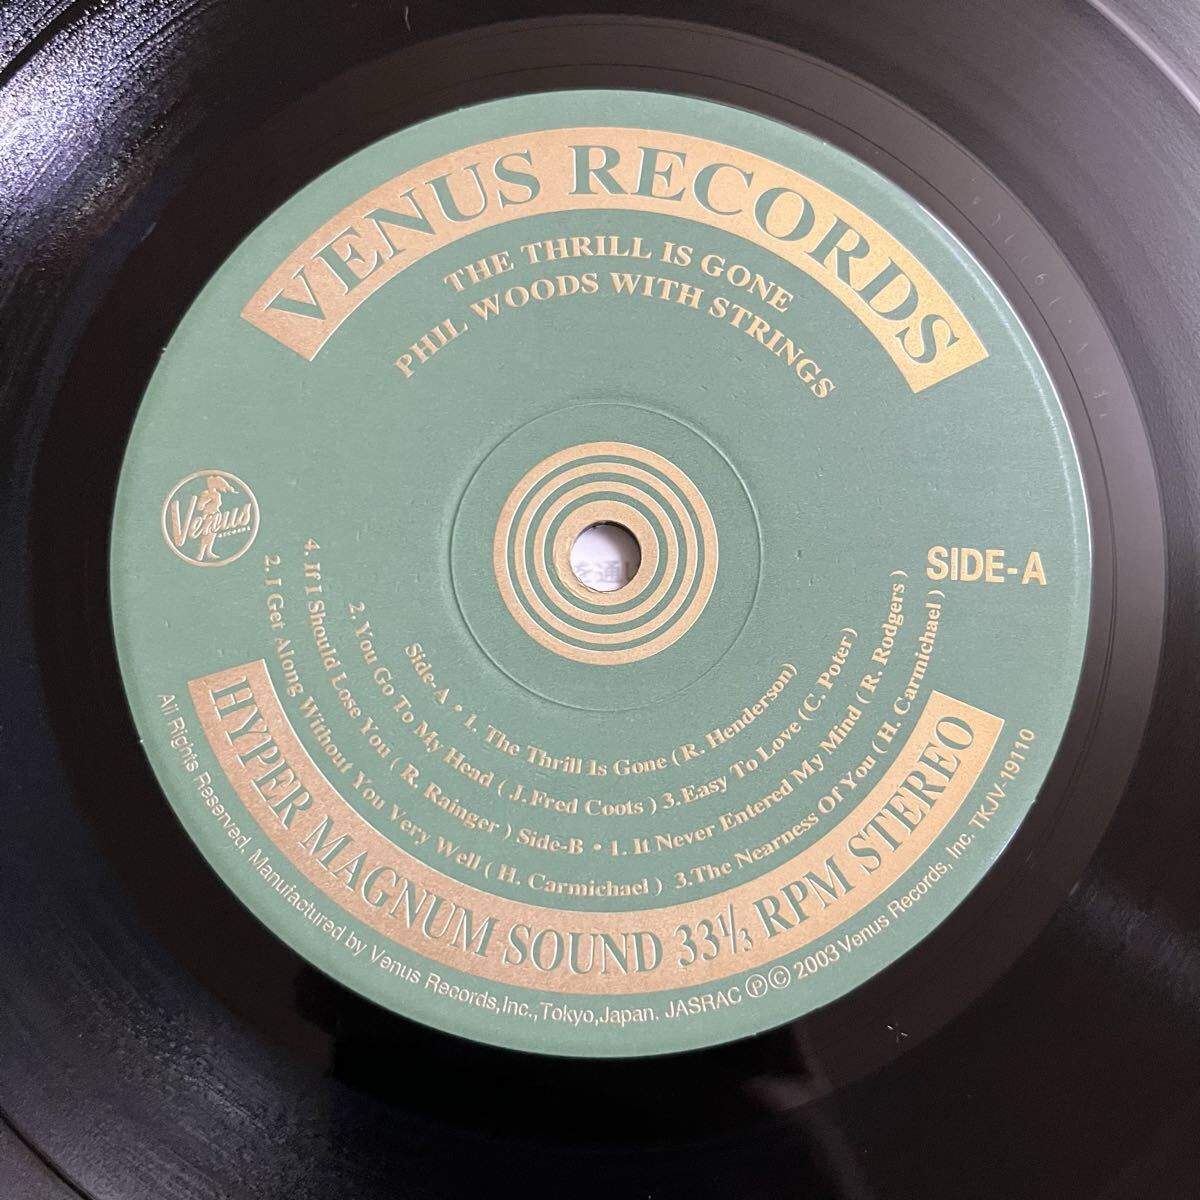 VENUS RECORDS
THE THRILL IS GONE
PHIL WOODS WITH STRINGS
Venus
RECORDS
を通し
SIDE-A
Side-A • 1. The Thrill Is Gone ( R. Henderson)
2. You Go To My Head ( J.Fred Coots ) 3.Easy To Love (C. Poter )
4. If I Should Lose You ( R. Rainger ) Side-B • 1. It Never Entered My Mind ( R. Rodgers )
2. I Get Along Without You Very Well ( H. Carmichael ) 3.The Nearness Of You ( H. Carmichael )
HYPER MAGNUM SOUND 33⅓ RPM STEREO
All Rights Reserved. Manufactured by Venus Records,Inc.,Tokyo,Japan. JASRAC ℗© 2003 Venus Records, Inc. TKJV-19110